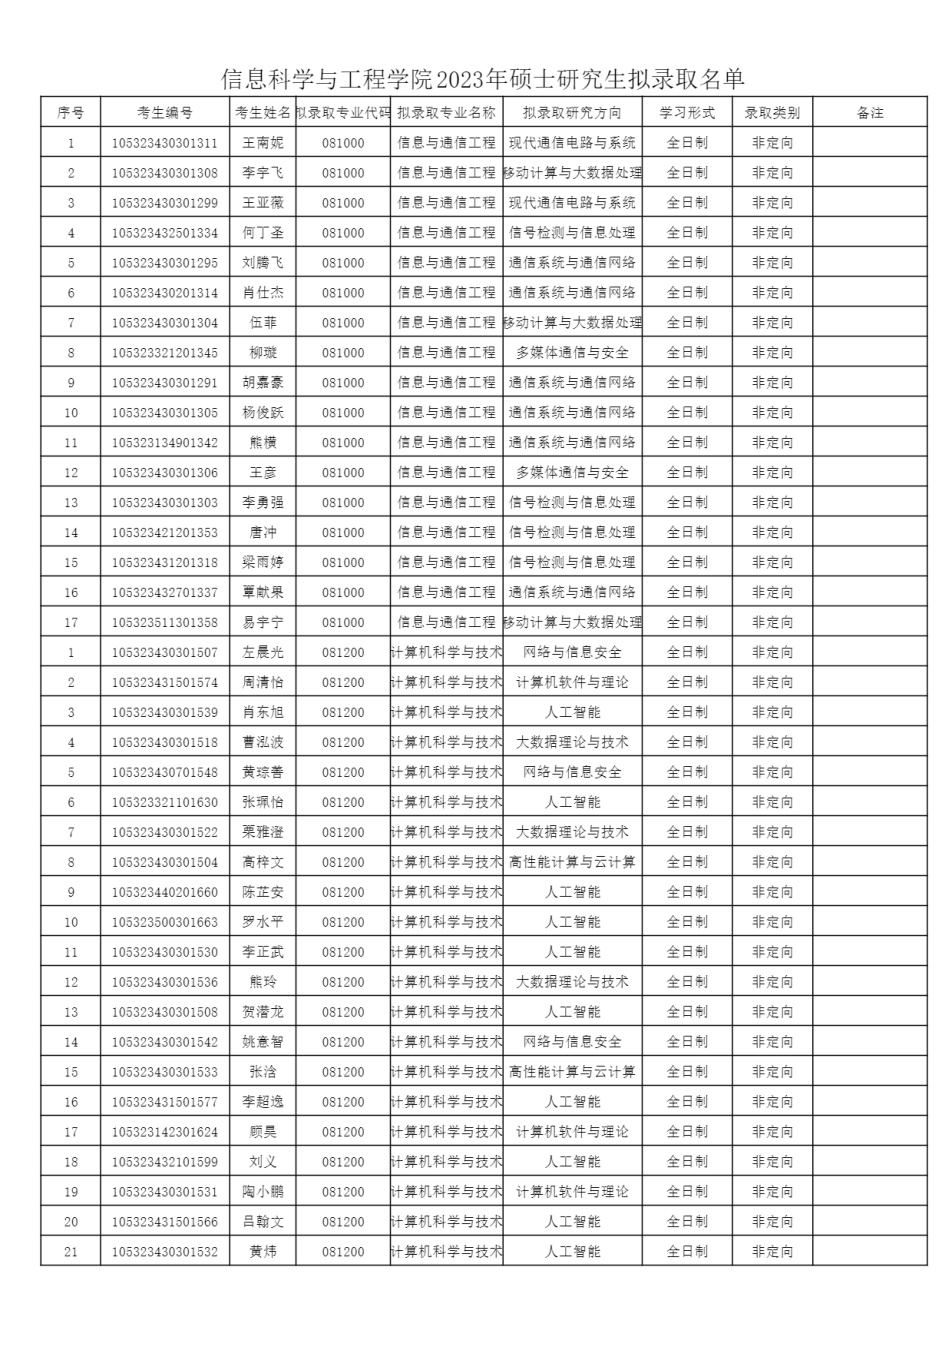 信息科学与工程学院2023年硕士研究生拟录取名单
序号 考生编号 考生姓名 拟录取专业代码 拟录取专业名称 拟录取研究方向 学习形式 录取类别 备注
1 105323430301311 王南妮 081000 信息与通信工程 现代通信电路与系统 全日制 非定向
2 105323430301308 李宇飞 081000 信息与通信工程 移动计算与大数据处理 全日制 非定向
3 105323430301299 王亚薇 081000 信息与通信工程 现代通信电路与系统 全日制 非定向
4 105323432501334 何丁圣 081000 信息与通信工程 信号检测与信息处理 全日制 非定向
5 105323430301295 刘腾飞 081000 信息与通信工程 通信系统与通信网络 全日制 非定向
6 105323430201314 肖仕杰 081000 信息与通信工程 通信系统与通信网络 全日制 非定向
7 105323430301304 伍菲 081000 信息与通信工程 移动计算与大数据处理 全日制 非定向
8 105323321201345 柳璇 081000 信息与通信工程 多媒体通信与安全 全日制 非定向
9 105323430301291 胡嘉豪 081000 信息与通信工程 通信系统与通信网络 全日制 非定向
10 105323430301305 杨俊跃 081000 信息与通信工程 通信系统与通信网络 全日制 非定向
11 105323134901342 熊横 081000 信息与通信工程 通信系统与通信网络 全日制 非定向
12 105323430301306 王彦 081000 信息与通信工程 多媒体通信与安全 全日制 非定向
13 105323430301303 李勇强 081000 信息与通信工程 信号检测与信息处理 全日制 非定向
14 105323421201353 唐冲 081000 信息与通信工程 信号检测与信息处理 全日制 非定向
15 105323431201318 梁雨婷 081000 信息与通信工程 信号检测与信息处理 全日制 非定向
16 105323432701337 覃献果 081000 信息与通信工程 通信系统与通信网络 全日制 非定向
17 105323511301358 易宇宁 081000 信息与通信工程 移动计算与大数据处理 全日制 非定向
1 105323430301507 左晨光 081200 计算机科学与技术 网络与信息安全 全日制 非定向
2 105323431501574 周清怡 081200 计算机科学与技术 计算机软件与理论 全日制 非定向
3 105323430301539 肖东旭 081200 计算机科学与技术 人工智能 全日制 非定向
4 105323430301518 曹泓波 081200 计算机科学与技术 大数据理论与技术 全日制 非定向
5 105323430701548 黄琮善 081200 计算机科学与技术 网络与信息安全 全日制 非定向
6 105323321101630 张珮怡 081200 计算机科学与技术 人工智能 全日制 非定向
7 105323430301522 栗雅澄 081200 计算机科学与技术 大数据理论与技术 全日制 非定向
8 105323430301504 高梓文 081200 计算机科学与技术 高性能计算与云计算 全日制 非定向
9 105323440201660 陈芷安 081200 计算机科学与技术 人工智能 全日制 非定向
10 105323500301663 罗水平 081200 计算机科学与技术 人工智能 全日制 非定向
11 105323430301530 李正武 081200 计算机科学与技术 人工智能 全日制 非定向
12 105323430301536 熊玲 081200 计算机科学与技术 大数据理论与技术 全日制 非定向
13 105323430301508 贺潜龙 081200 计算机科学与技术 人工智能 全日制 非定向
14 105323430301542 姚意智 081200 计算机科学与技术 网络与信息安全 全日制 非定向
15 105323430301533 张浛 081200 计算机科学与技术 高性能计算与云计算 全日制 非定向
16 105323431501577 李超逸 081200 计算机科学与技术 人工智能 全日制 非定向
17 105323142301624 顾昊 081200 计算机科学与技术 计算机软件与理论 全日制 非定向
18 105323432101599 刘义 081200 计算机科学与技术 人工智能 全日制 非定向
19 105323430301531 陶小鹏 081200 计算机科学与技术 计算机软件与理论 全日制 非定向
20 105323431501566 吕翰文 081200 计算机科学与技术 人工智能 全日制 非定向
21 105323430301532 黄炜 081200 计算机科学与技术 人工智能 全日制 非定向